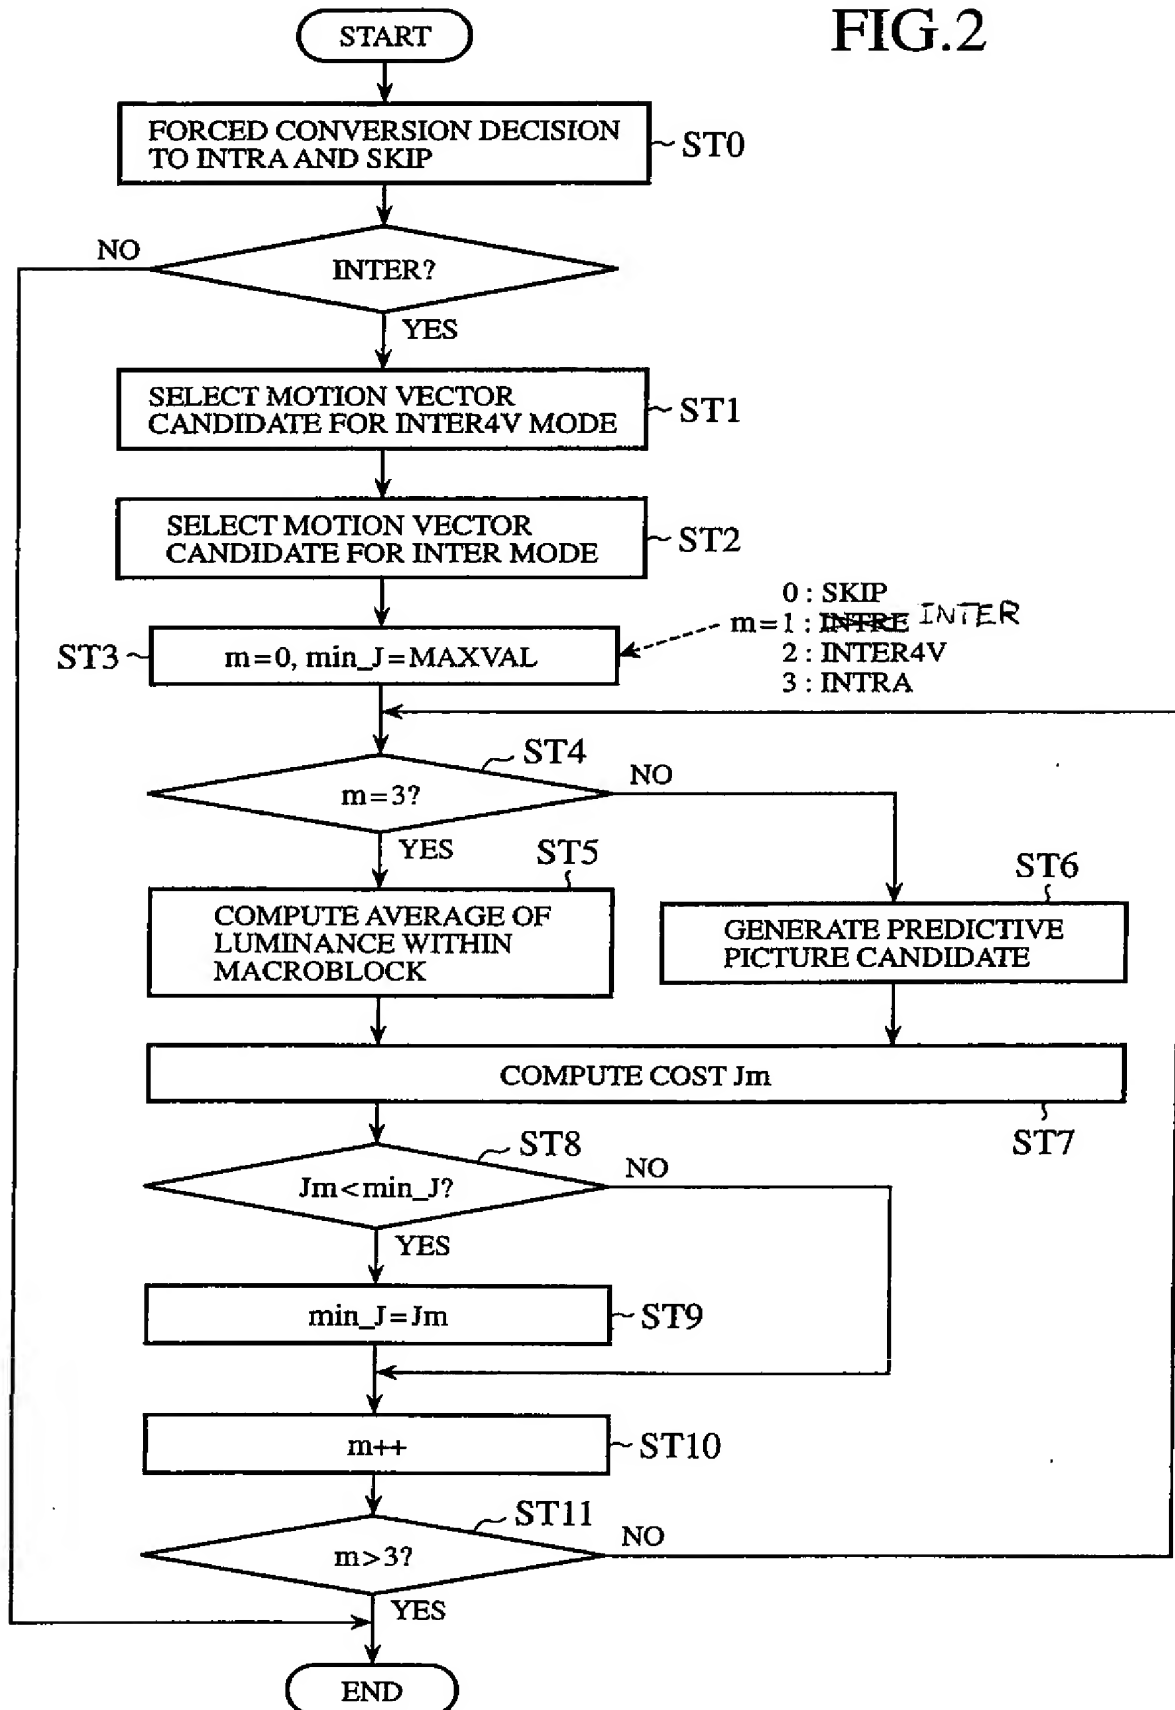 FIG.2
START
FORCED CONVERSION DECISION
TO INTRA AND SKIP
ST0
INTER?
NO
YES
SELECT MOTION VECTOR
CANDIDATE FOR INTER4V MODE
ST1
SELECT MOTION VECTOR
CANDIDATE FOR INTER MODE
ST2
0 : SKIP
m=1 : INTRE INTER
2 : INTER4V
3 : INTRA
ST3
m=0, min_J=MAXVAL
ST4
m=3?
NO
YES
ST5
COMPUTE AVERAGE OF
LUMINANCE WITHIN
MACROBLOCK
ST6
GENERATE PREDICTIVE
PICTURE CANDIDATE
COMPUTE COST Jm
ST7
ST8
Jm<min_J?
NO
YES
min_J=Jm
ST9
m++
ST10
ST11
m>3?
NO
YES
END